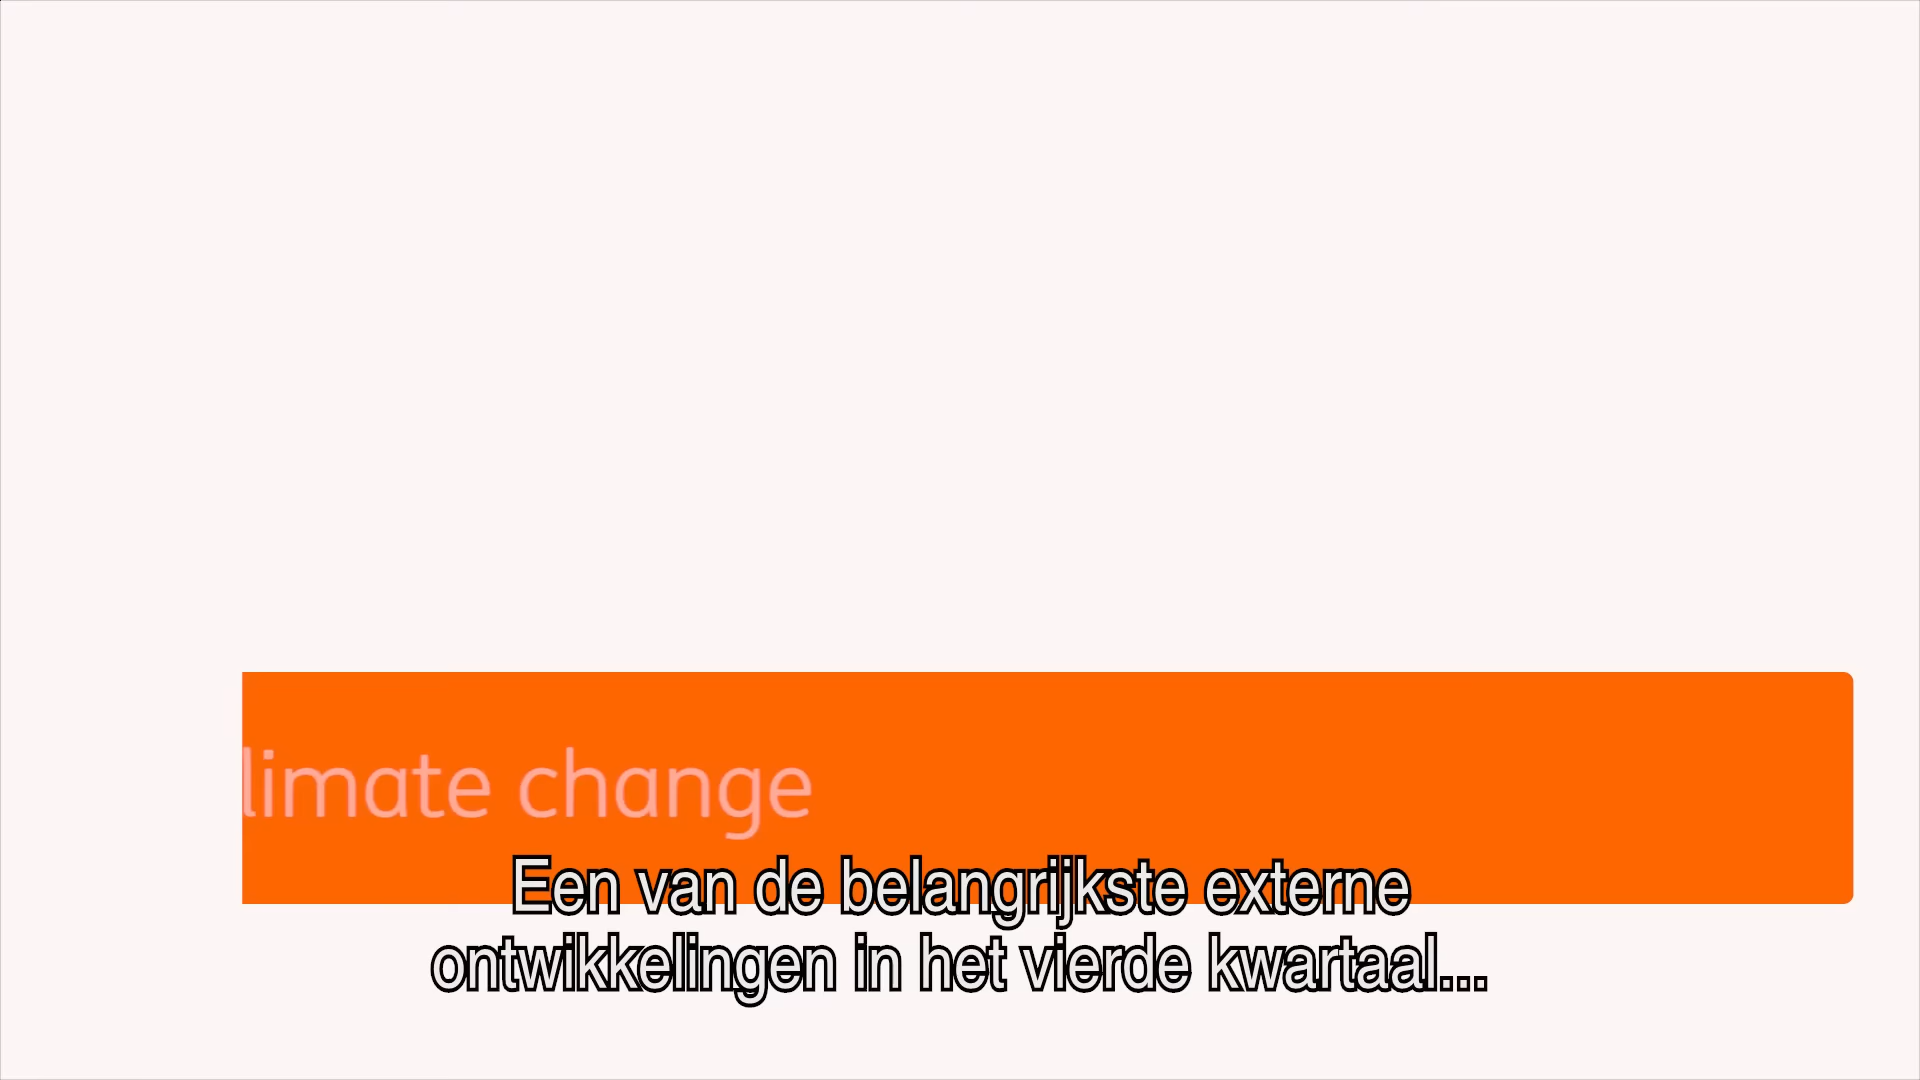 limate change
Een van de belangrijkste externe
ontwikkelingen in het vierde kwartaal...